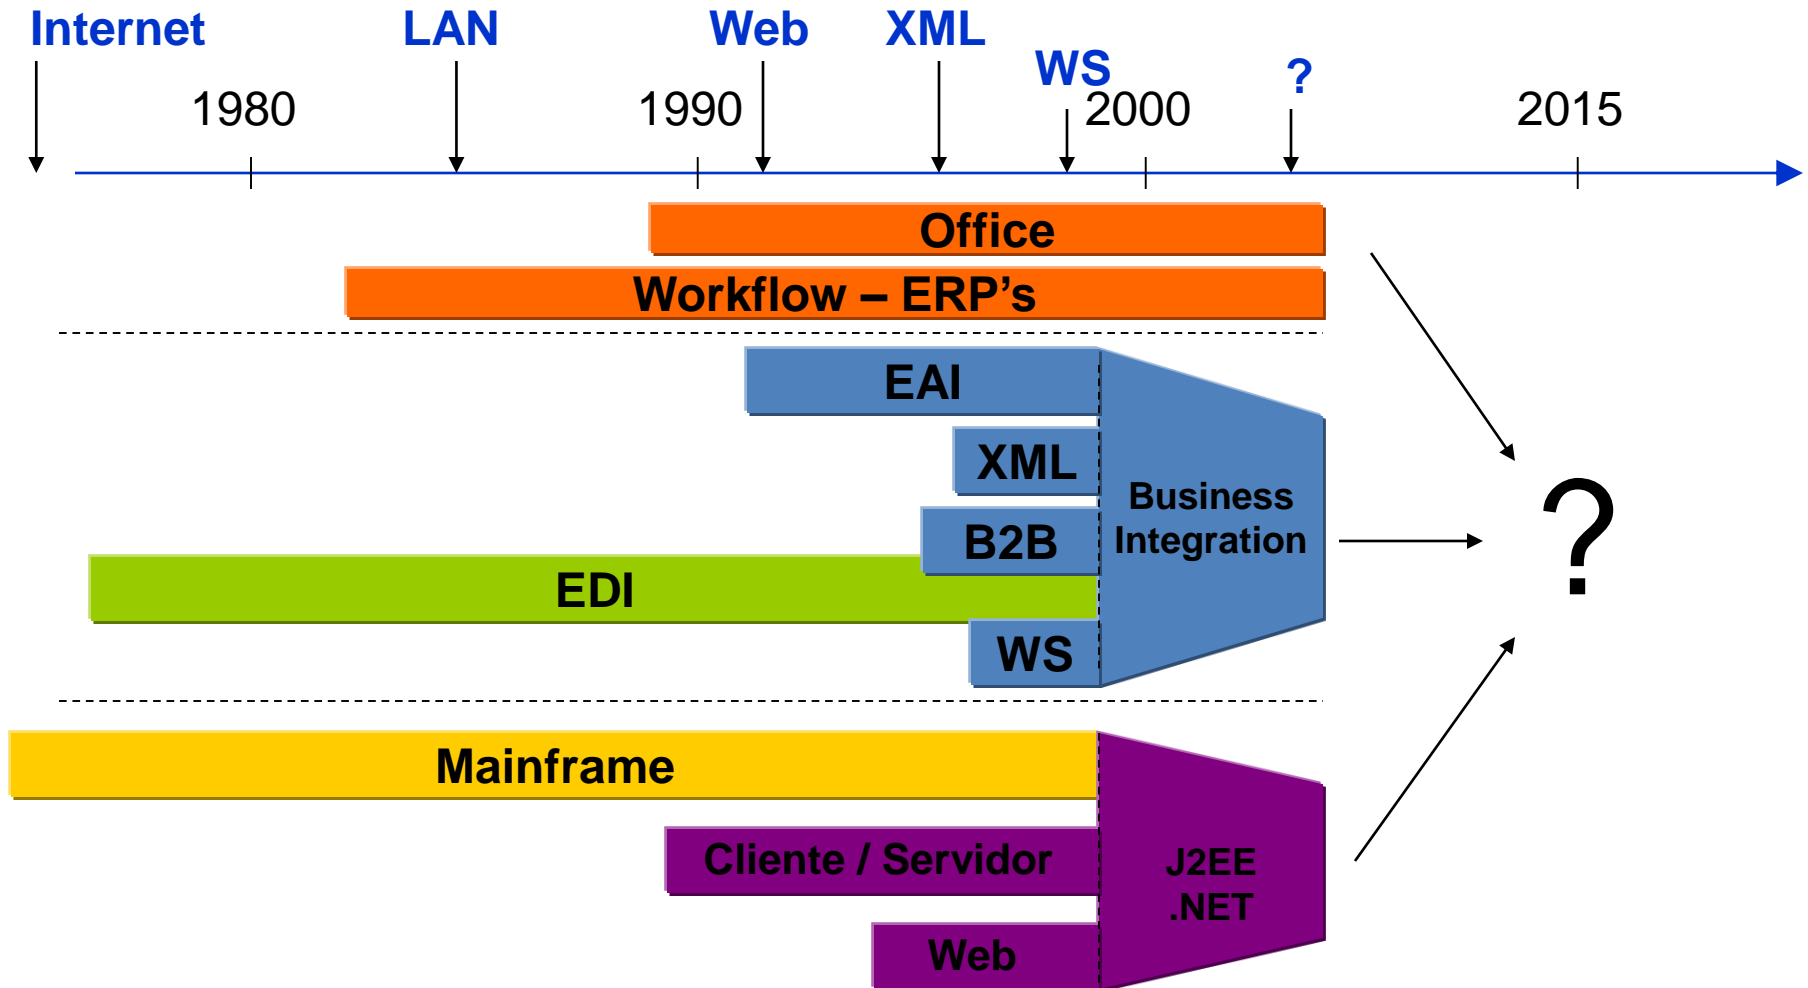 Internet LAN Web XML
WS ?
1980 1990 2000 2015
Office
Workflow – ERP’s
EAI
XML
Business
Integration
B2B
EDI
WS
?
Mainframe
Cliente / Servidor
J2EE
.NET
Web